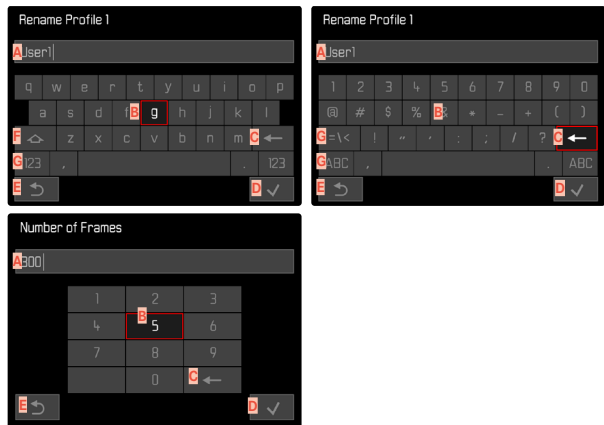 Rename Profile 1
A User1
q w e r t y u i o p
a s d f B g h j k l
F z x c v b n m C ←
G 123 , . 123
E D ✓
Rename Profile 1
A User1
1 2 3 4 5 6 7 8 9 0
@ # $ % B & * - + ( )
G =\< ! " ' : ; / ? C ←
G ABC , . ABC
E D ✓
Number of Frames
A 300
1 2 3
B
4 5 6
7 8 9
0 C ←
E D ✓